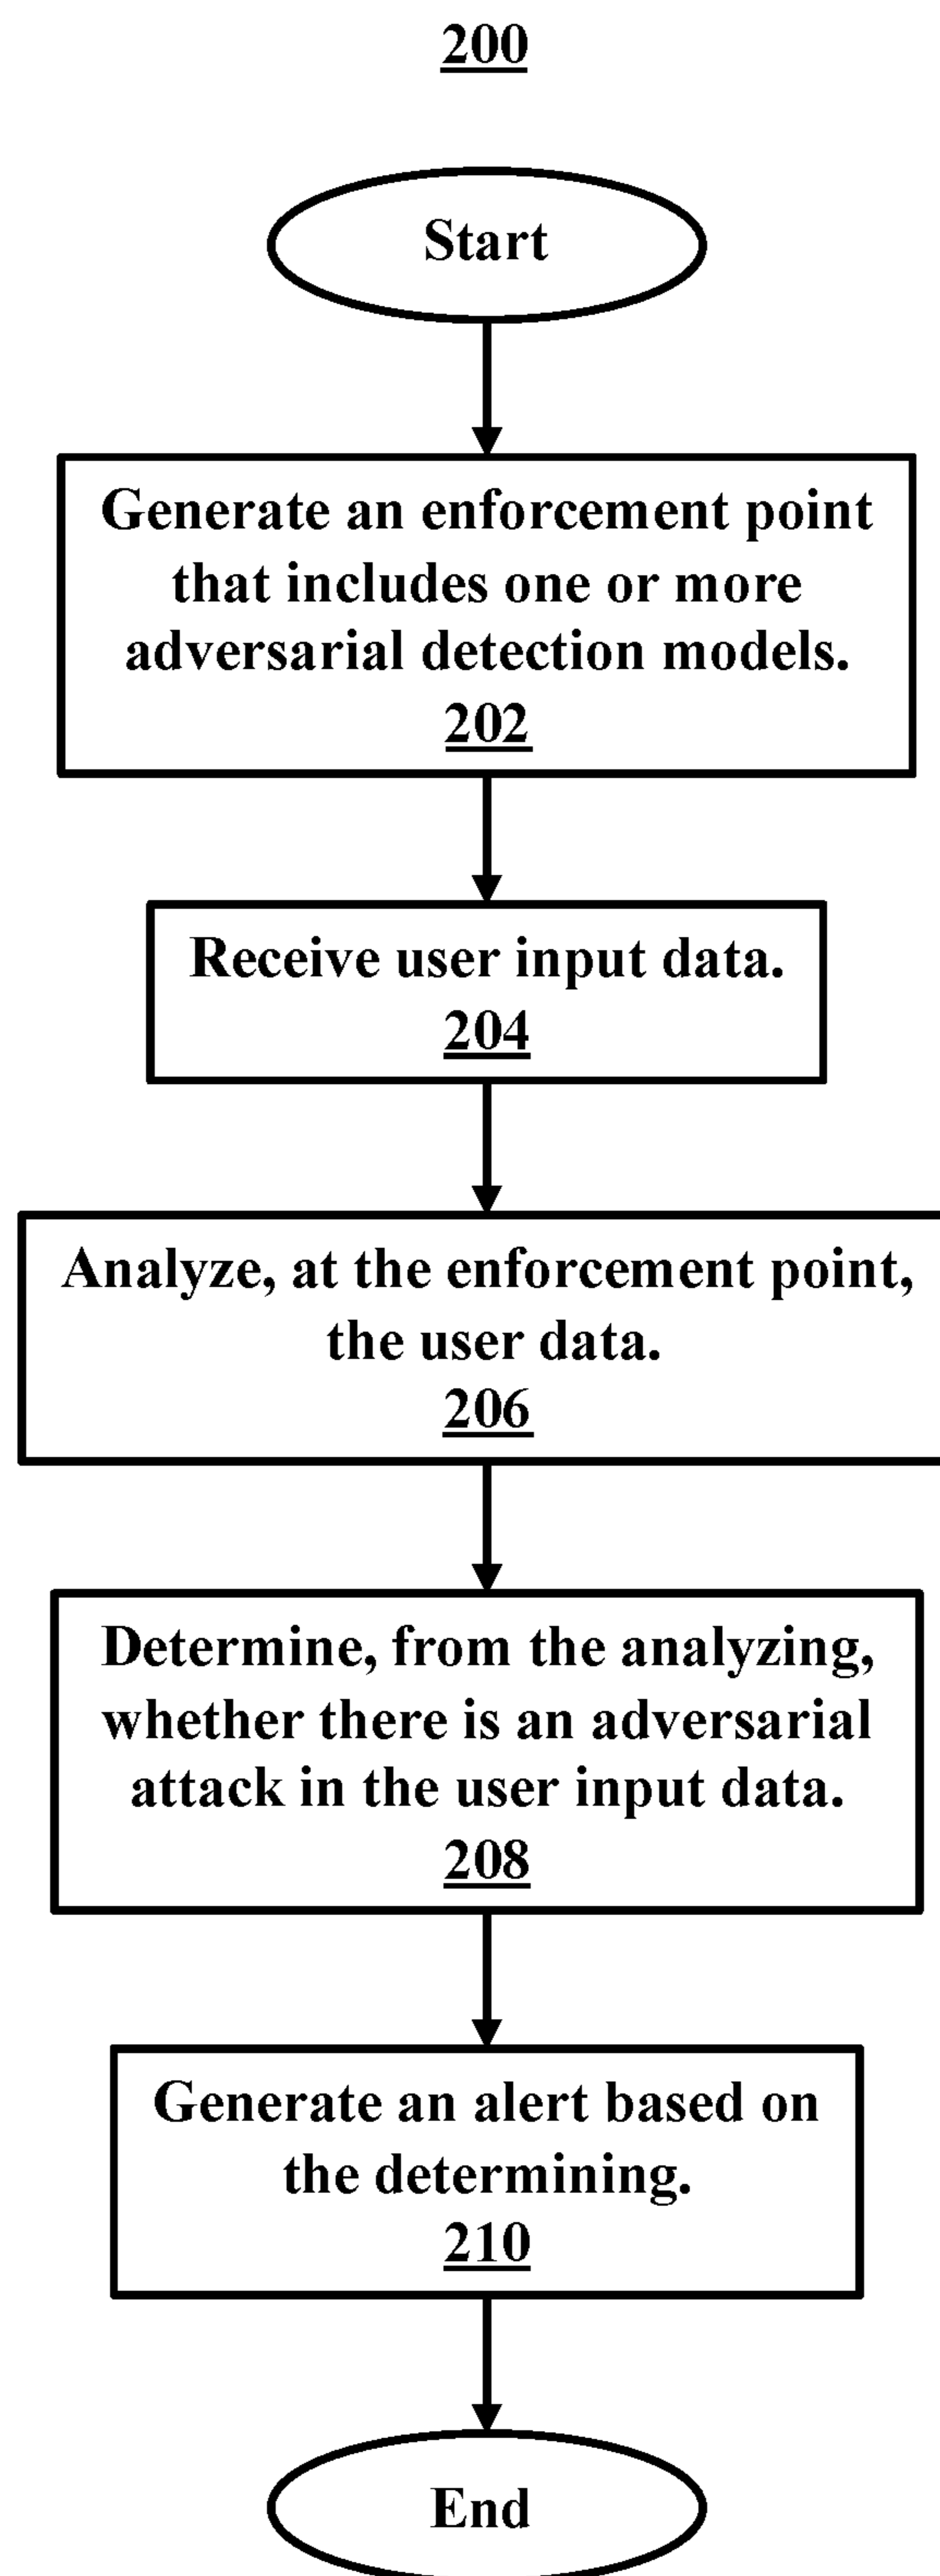 200
Start
Generate an enforcement point
that includes one or more
adversarial detection models.
202
Receive user input data.
204
Analyze, at the enforcement point,
the user data.
206
Determine, from the analyzing,
whether there is an adversarial
attack in the user input data.
208
Generate an alert based on
the determining.
210
End